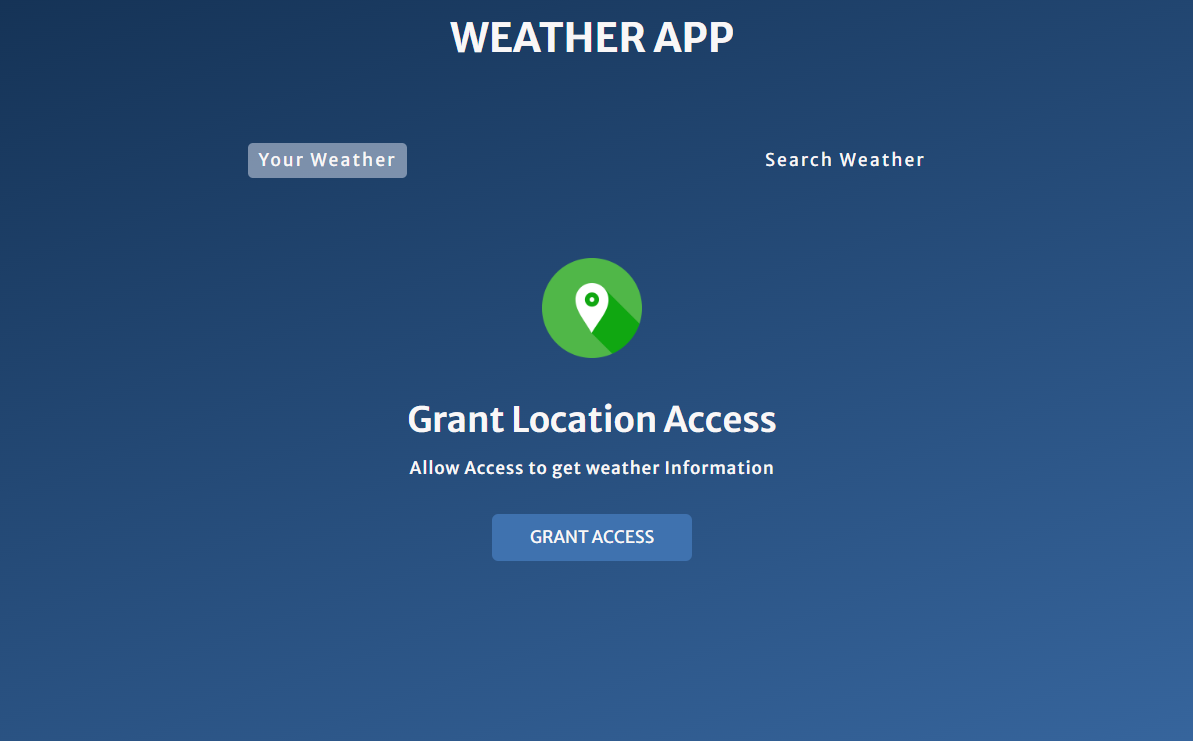 WEATHER APP
Your Weather
Search Weather
Grant Location Access
Allow Access to get weather Information
GRANT ACCESS